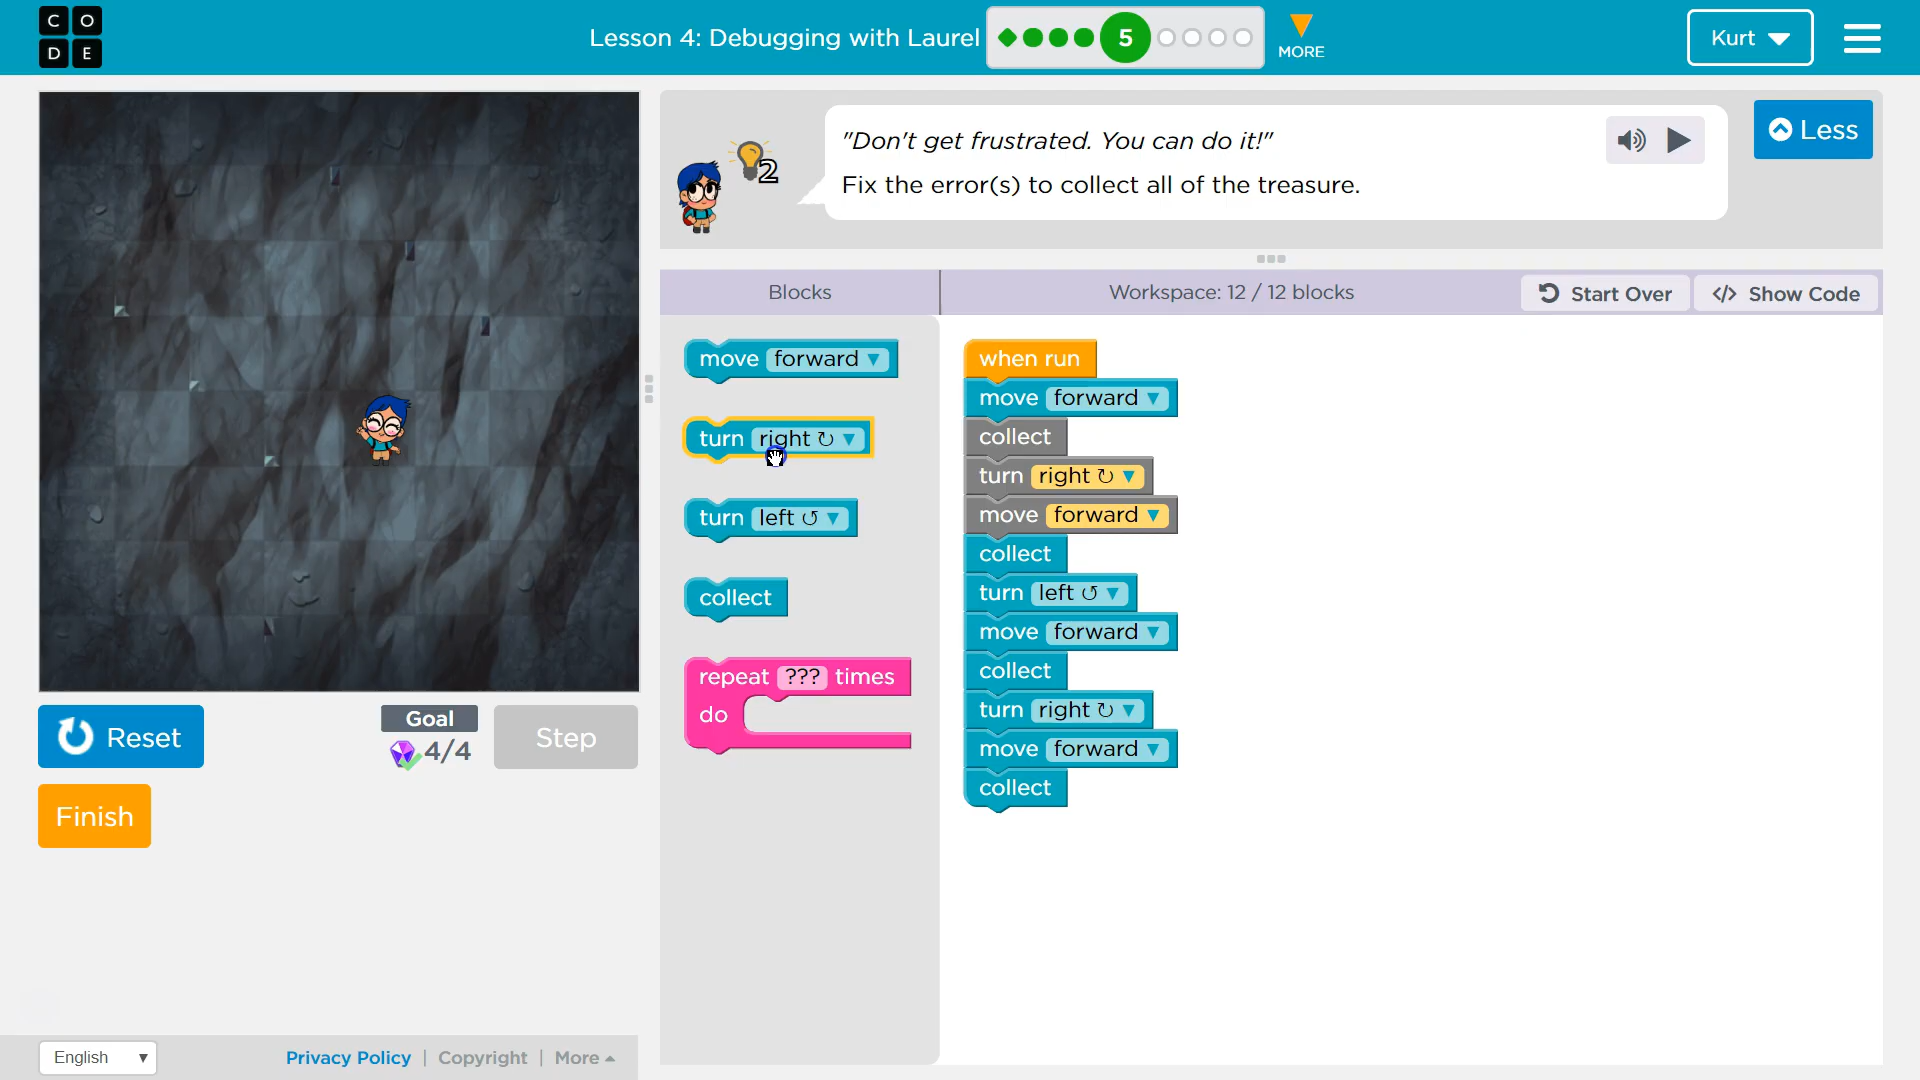 C O
D E
Lesson 4: Debugging with Laurel
5
MORE
Kurt
2
"Don't get frustrated. You can do it!"
Fix the error(s) to collect all of the treasure.
Less
Blocks
Workspace: 12 / 12 blocks
Start Over
</> Show Code
move forward ▼
turn right ↻ ▼
turn left ↺ ▼
collect
repeat ??? times
do
when run
move forward ▼
collect
turn right ↻ ▼
move forward ▼
collect
turn left ↺ ▼
move forward ▼
collect
turn right ↻ ▼
move forward ▼
collect
Reset
Goal
4/4
Step
Finish
English ▼
Privacy Policy | Copyright | More